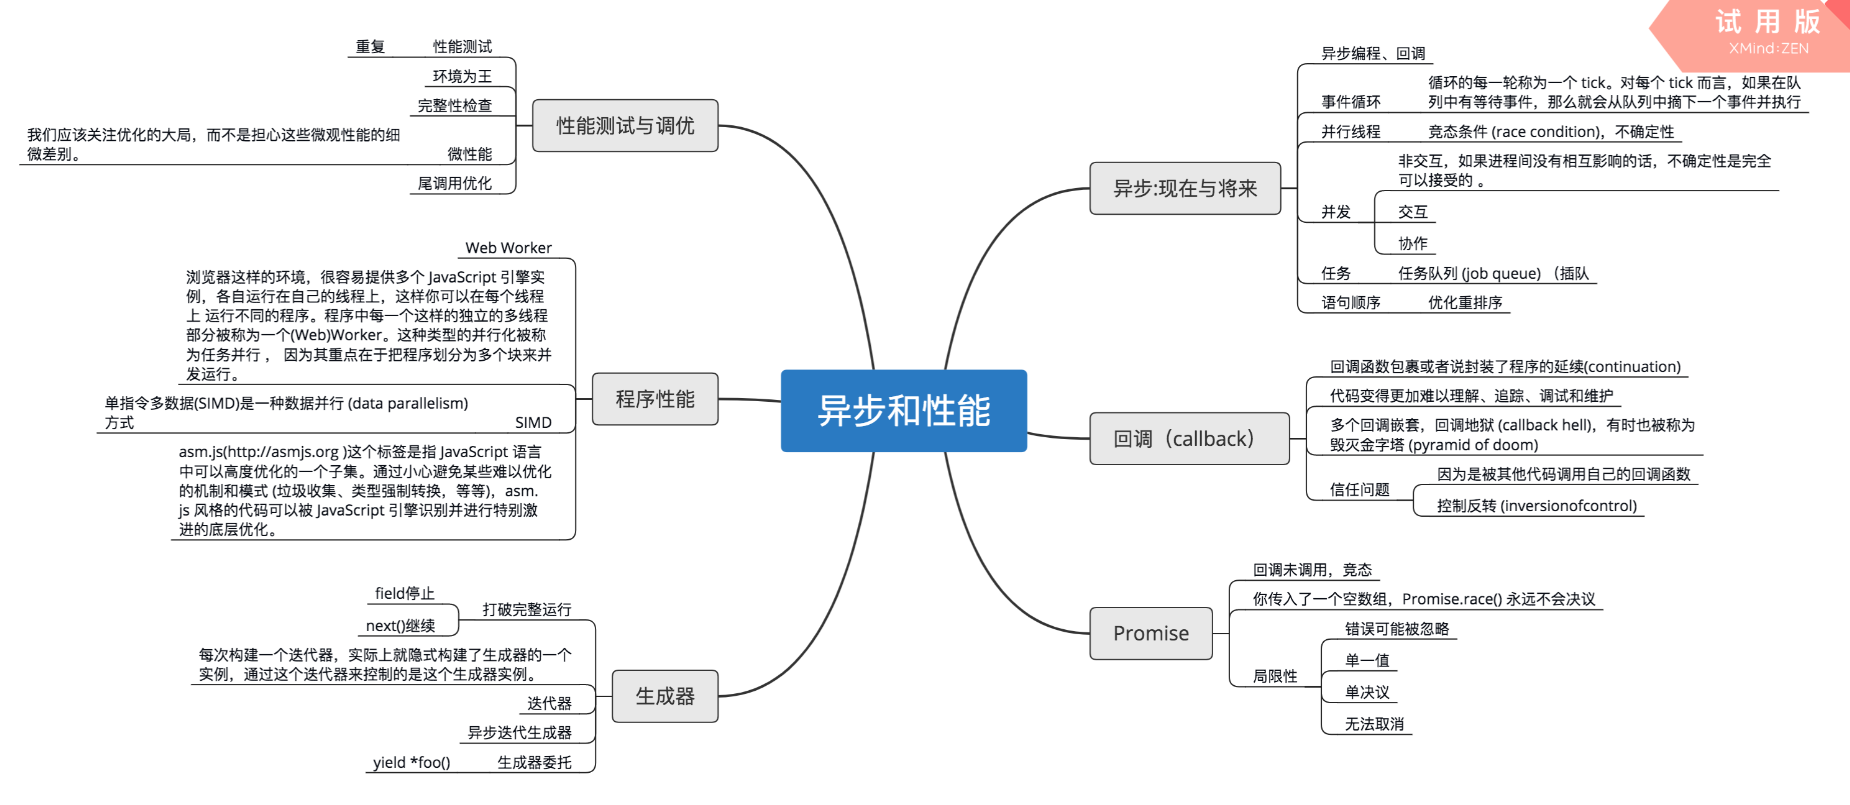 试用版
XMind:ZEN
异步和性能
异步:现在与将来
异步编程、回调
事件循环
循环的每一轮称为一个 tick。对每个 tick 而言，如果在队
列中有等待事件，那么就会从队列中摘下一个事件并执行
并行线程
竞态条件 (race condition)，不确定性
并发
非交互，如果进程间没有相互影响的话，不确定性是完全
可以接受的 。
交互
协作
任务
任务队列 (job queue) （插队
语句顺序
优化重排序
回调（callback）
回调函数包裹或者说封装了程序的延续(continuation)
代码变得更加难以理解、追踪、调试和维护
多个回调嵌套，回调地狱 (callback hell)，有时也被称为
毁灭金字塔 (pyramid of doom)
信任问题
因为是被其他代码调用自己的回调函数
控制反转 (inversionofcontrol)
Promise
回调未调用，竞态
你传入了一个空数组，Promise.race() 永远不会决议
局限性
错误可能被忽略
单一值
单决议
无法取消
性能测试与调优
性能测试
重复
环境为王
完整性检查
微性能
我们应该关注优化的大局，而不是担心这些微观性能的细
微差别。
尾调用优化
程序性能
Web Worker
浏览器这样的环境，很容易提供多个 JavaScript 引擎实
例，各自运行在自己的线程上，这样你可以在每个线程
上 运行不同的程序。程序中每一个这样的独立的多线程
部分被称为一个(Web)Worker。这种类型的并行化被称
为任务并行 ， 因为其重点在于把程序划分为多个块来并
发运行。
SIMD
单指令多数据(SIMD)是一种数据并行 (data parallelism)
方式
asm.js(http://asmjs.org )这个标签是指 JavaScript 语言
中可以高度优化的一个子集。通过小心避免某些难以优化
的机制和模式 (垃圾收集、类型强制转换，等等)，asm.
js 风格的代码可以被 JavaScript 引擎识别并进行特别激
进的底层优化。
生成器
打破完整运行
field停止
next()继续
每次构建一个迭代器，实际上就隐式构建了生成器的一个
实例，通过这个迭代器来控制的是这个生成器实例。
迭代器
异步迭代生成器
生成器委托
yield *foo()